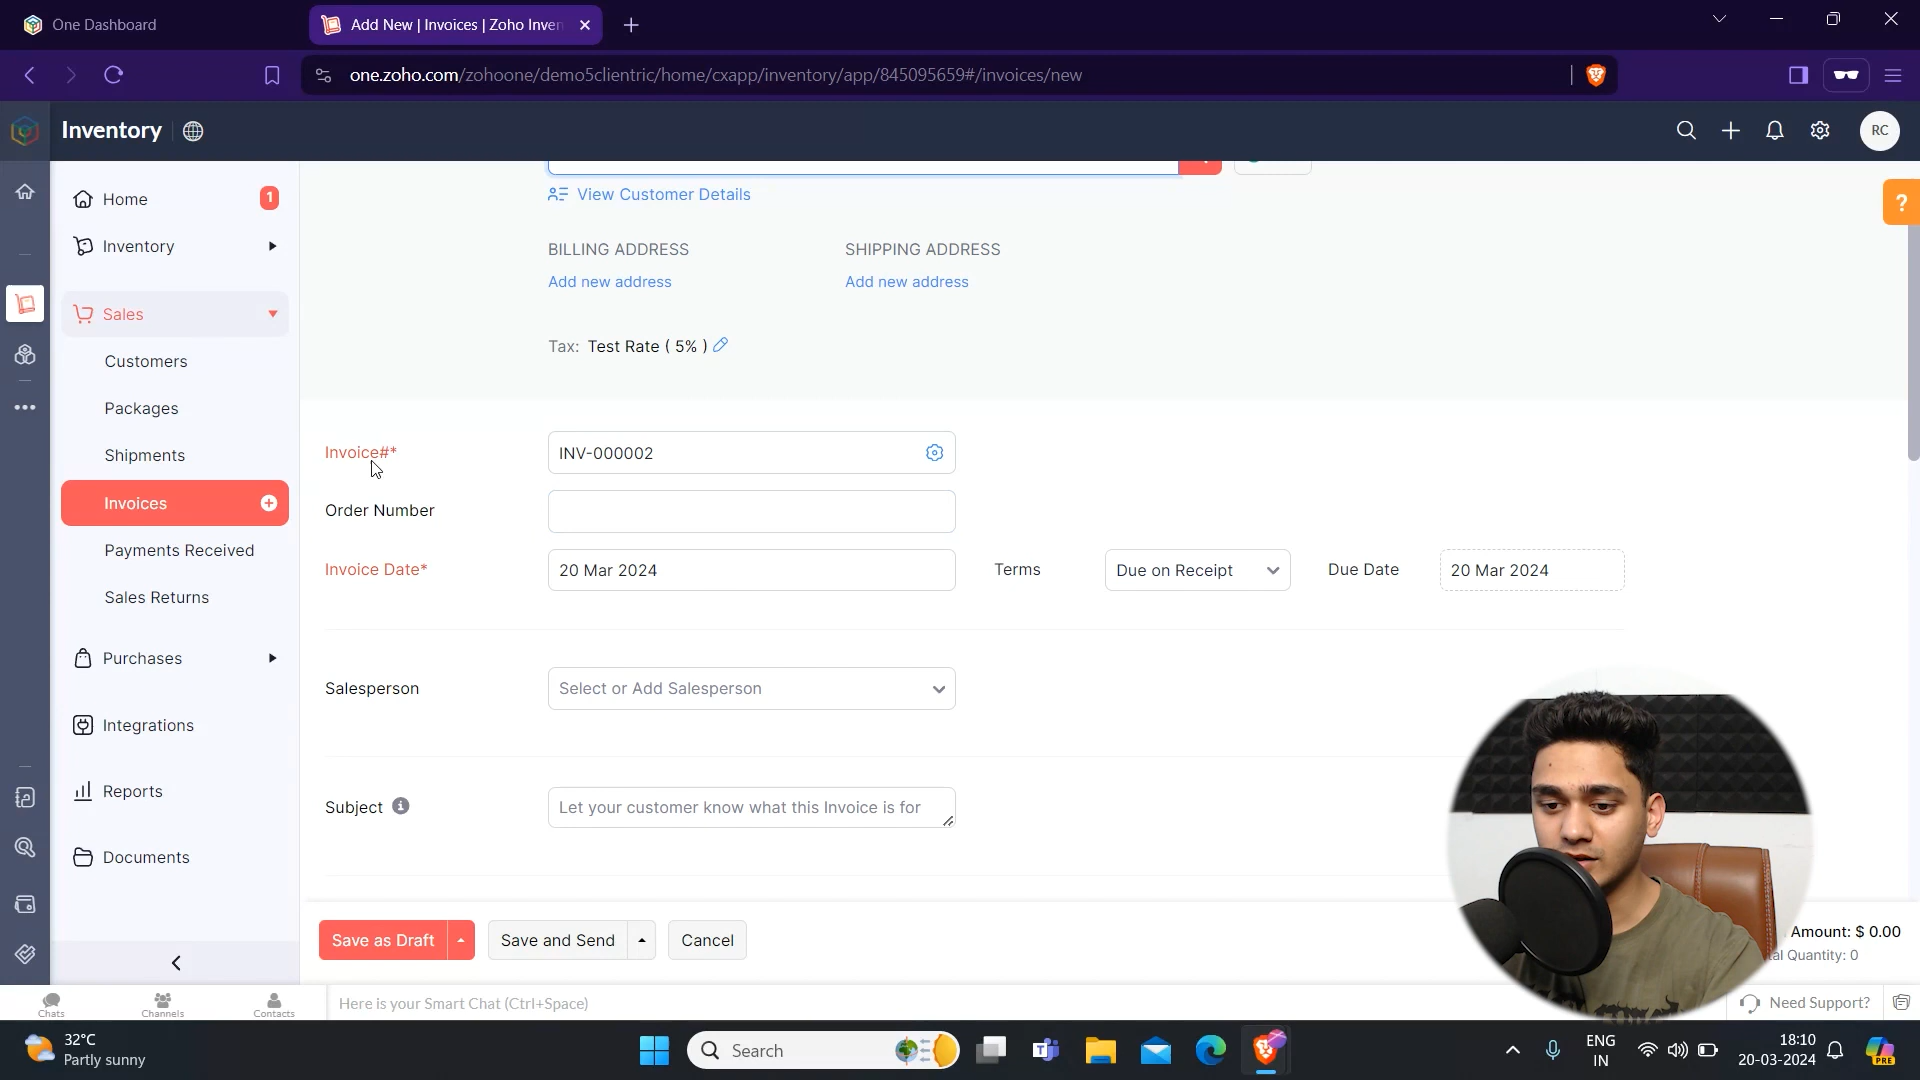 One Dashboard
Add New | Invoices | Zoho Inven
one.zoho.com/zohoone/demo5clientric/home/cxapp/inventory/app/845095659#/invoices/new
Inventory
RC
Home
1
Inventory
Sales
Customers
Packages
Shipments
Invoices
Payments Received
Sales Returns
Purchases
Integrations
Reports
Documents
View Customer Details
?
BILLING ADDRESS
SHIPPING ADDRESS
Add new address
Add new address
Tax: Test Rate ( 5% )
Invoice#*
INV-000002
Order Number
Invoice Date*
20 Mar 2024
Terms
Due on Receipt
Due Date
20 Mar 2024
Salesperson
Select or Add Salesperson
Subject
Let your customer know what this Invoice is for
Save as Draft
Save and Send
Cancel
Amount: $ 0.00
tal Quantity: 0
Chats
Channels
Contacts
Here is your Smart Chat (Ctrl+Space)
Need Support?
32°C
Partly sunny
Search
ENG
IN
18:10
20-03-2024
PRE